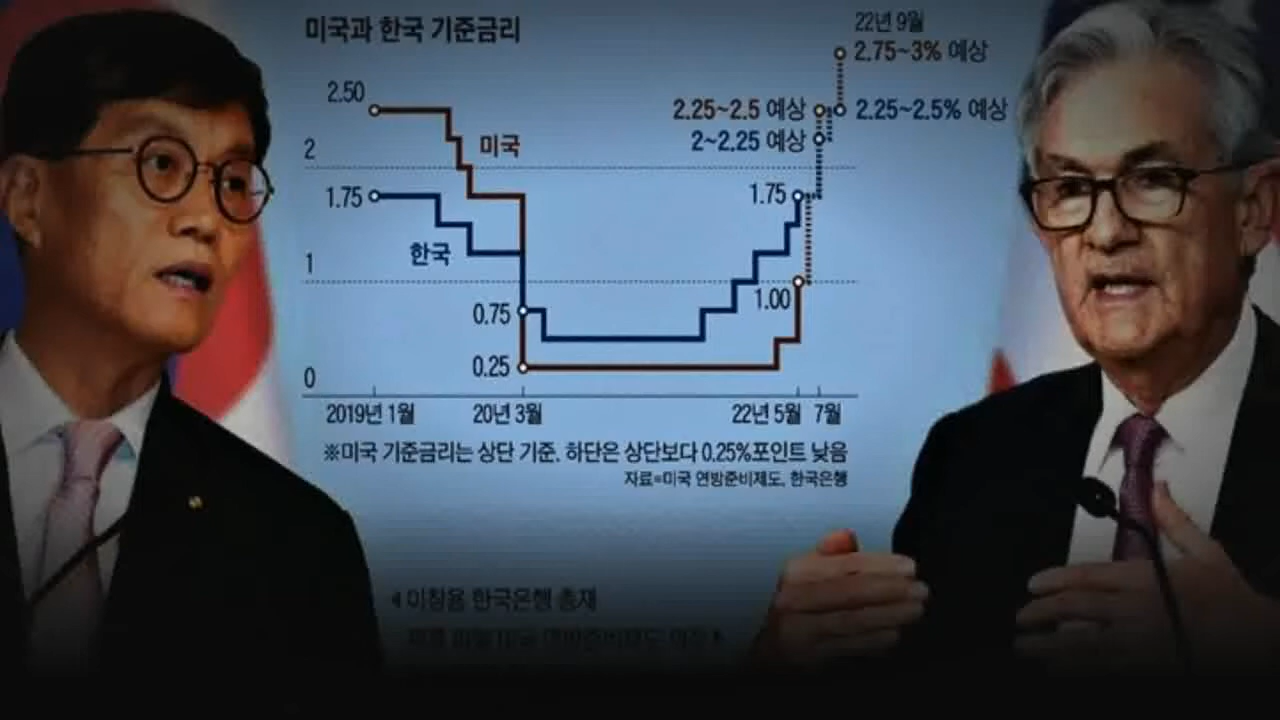 미국과 한국 기준금리
22년 9월
2.75~3% 예상
2.50
2.25~2.5 예상
2.25~2.5% 예상
미국
2~2.25 예상
2
1.75
1.75
한국
1
1.00
0.75
0.25
0
2019년 1월
20년 3월
22년 5월
7월
※미국 기준금리는 상단 기준. 하단은 상단보다 0.25%포인트 낮음
자료=미국 연방준비제도, 한국은행
◀이창용 한국은행 총재